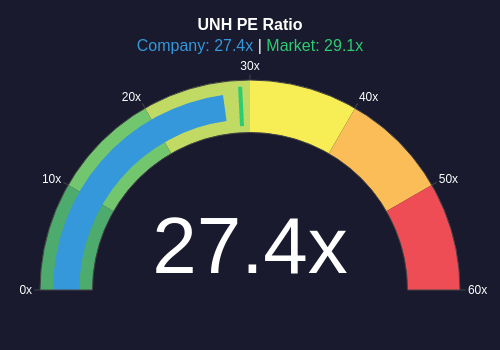 UNH PE Ratio
Company: 27.4x | Market: 29.1x
30x
20x
40x
10x
50x
27.4x
0x
60x